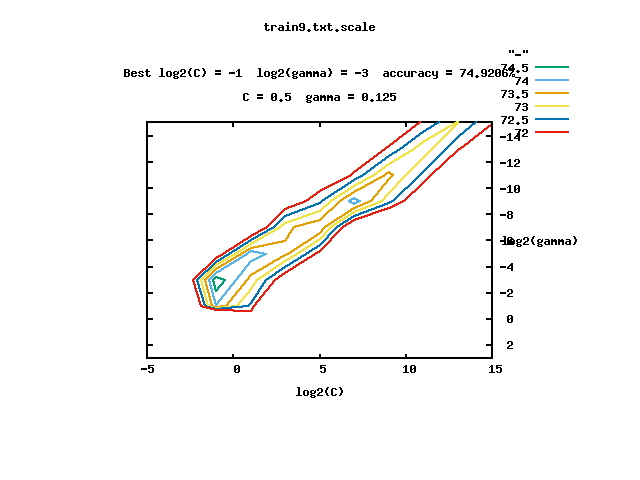 train9.txt.scale
"-"
Best log2(C) = -1 log2(gamma) = -3 accuracy = 74.9206%
74.5
74
C = 0.5 gamma = 0.125
73.5
73
72.5
72
-14
-12
-10
-8
-6
log2(gamma)
-4
-2
0
2
-5 0 5 10 15
log2(C)